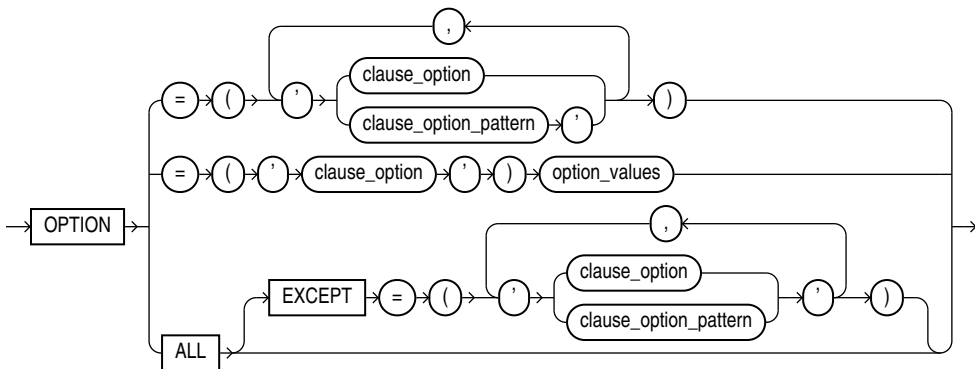 ,
clause_option
= ( ’ )
clause_option_pattern ’
= ( ’ clause_option ’ ) option_values
,
OPTION
clause_option
EXCEPT = ( ’ ’ )
clause_option_pattern
ALL